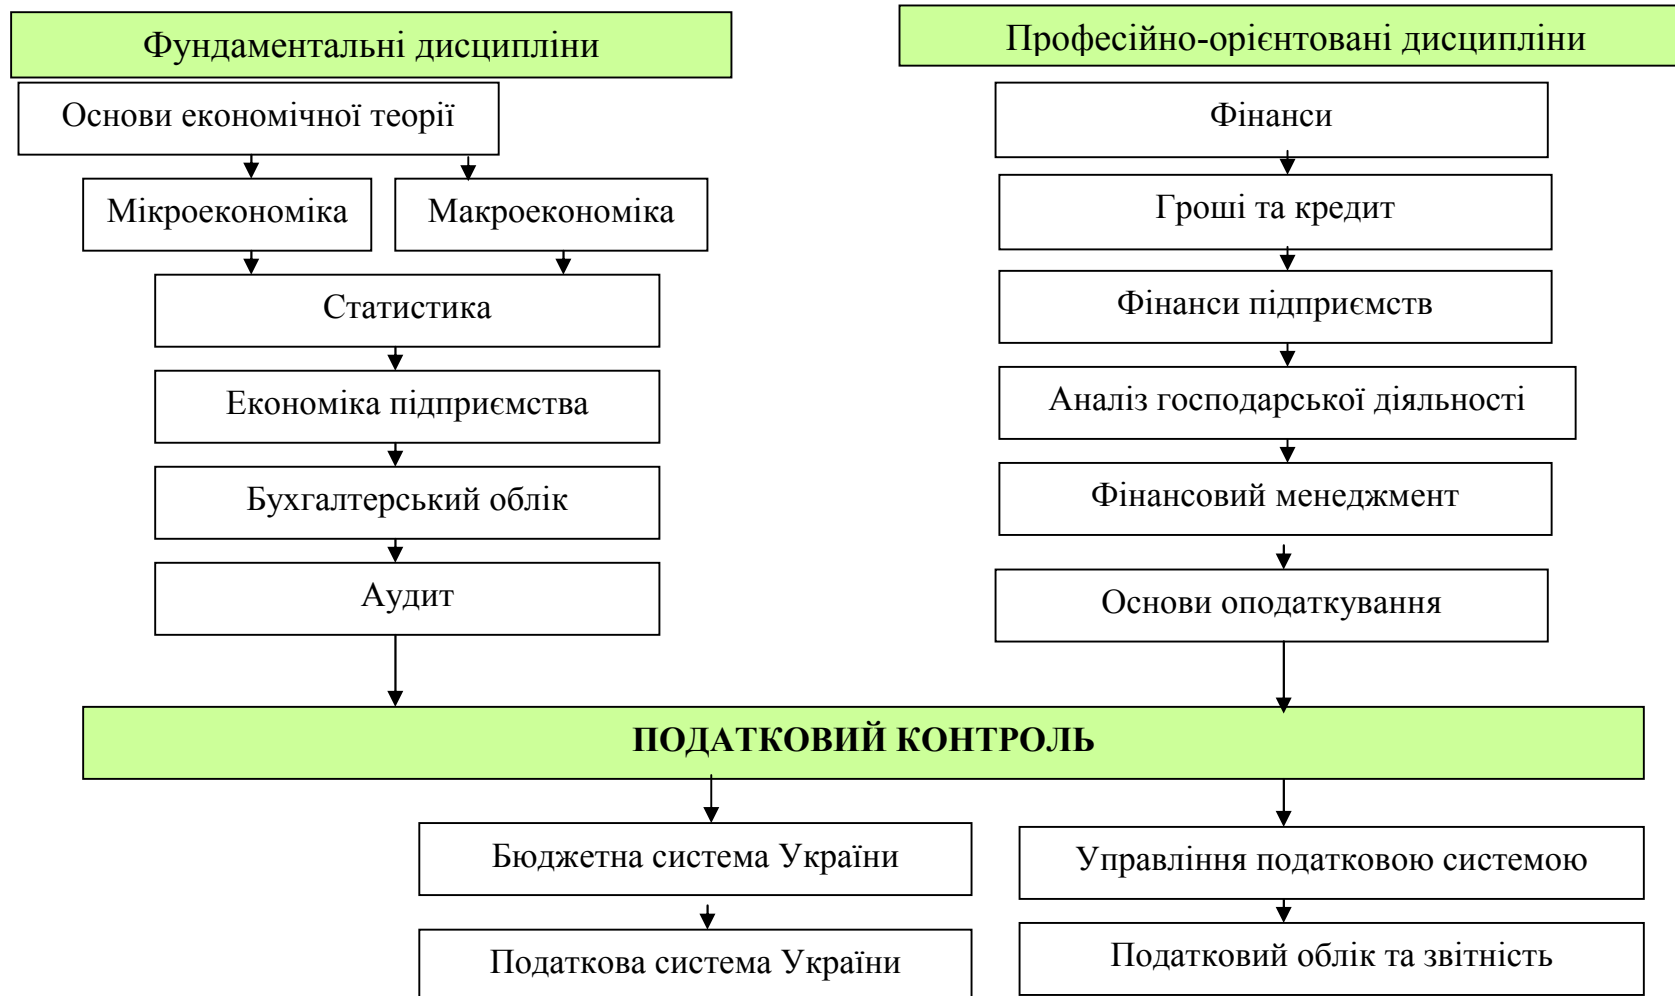 Фундаментальні дисципліни
Основи економічної теорії
Мікроекономіка
Макроекономіка
Статистика
Економіка підприємства
Бухгалтерський облік
Аудит
Професійно-орієнтовані дисципліни
Фінанси
Гроші та кредит
Фінанси підприємств
Аналіз господарської діяльності
Фінансовий менеджмент
Основи оподаткування
ПОДАТКОВИЙ КОНТРОЛЬ
Бюджетна система України
Податкова система України
Управління податковою системою
Податковий облік та звітність